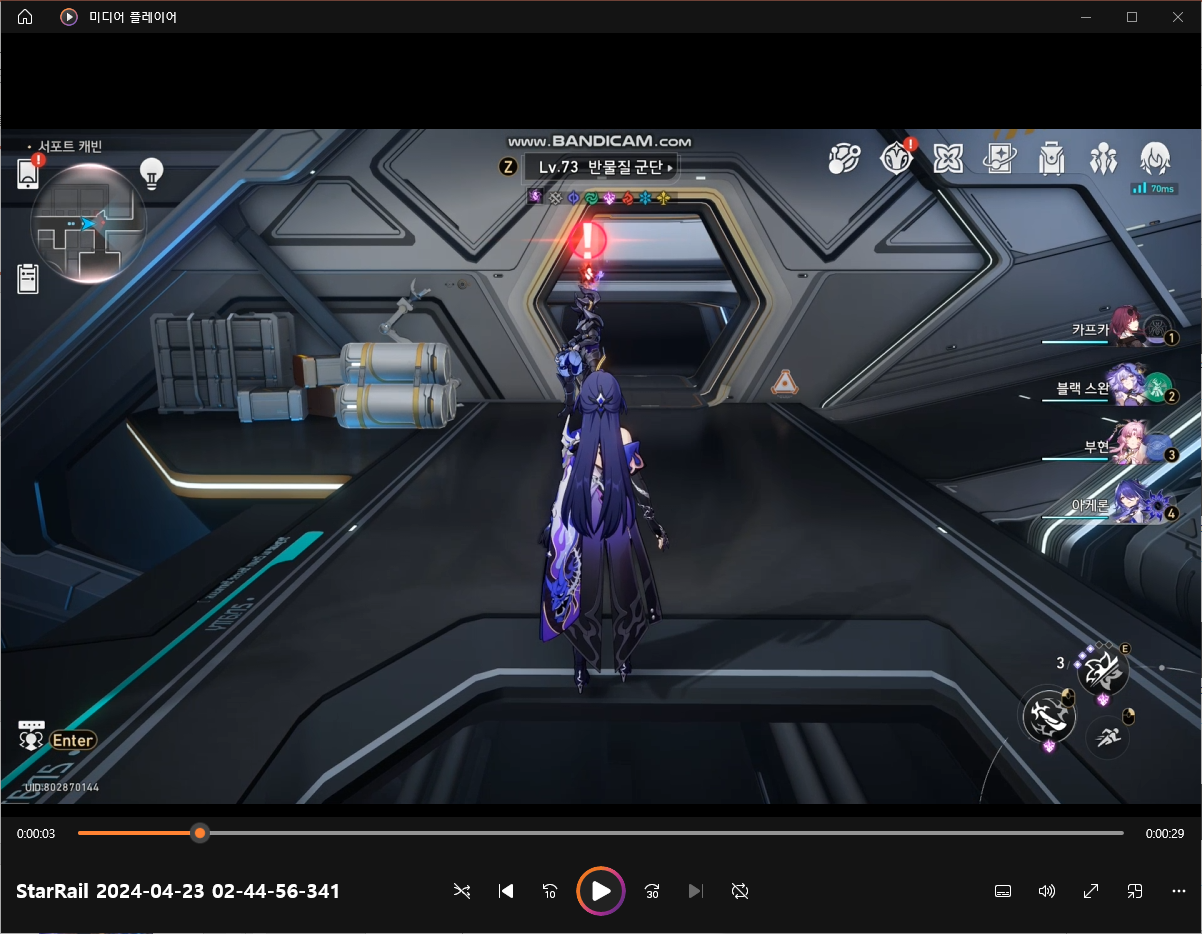 미디어 플레이어
www.BANDICAM.com
서포트 캐빈
Z
Lv.73 반물질 군단
70ms
카프카
1
블랙 스완
2
부현
3
아케론
4
3
E
Enter
UID:802870144
0:00:03
0:00:29
StarRail 2024-04-23 02-44-56-341
10
30